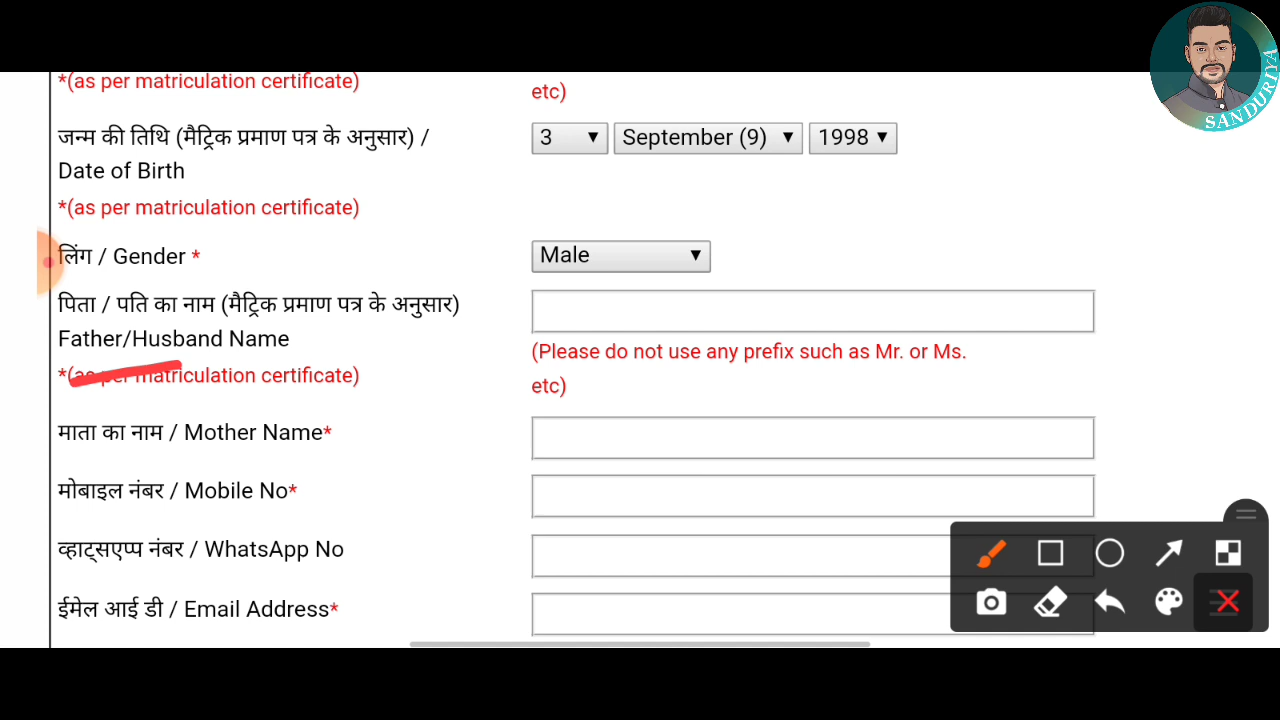 *(as per matriculation certificate)
etc)
जन्म की तिथि (मैट्रिक प्रमाण पत्र के अनुसार) /
Date of Birth
3 September (9) 1998
*(as per matriculation certificate)
लिंग / Gender *
Male
पिता / पति का नाम (मैट्रिक प्रमाण पत्र के अनुसार)
Father/Husband Name
*(as per matriculation certificate)
(Please do not use any prefix such as Mr. or Ms.
etc)
माता का नाम / Mother Name*
मोबाइल नंबर / Mobile No*
व्हाट्सएप्प नंबर / WhatsApp No
ईमेल आई डी / Email Address*
SANDURIYA